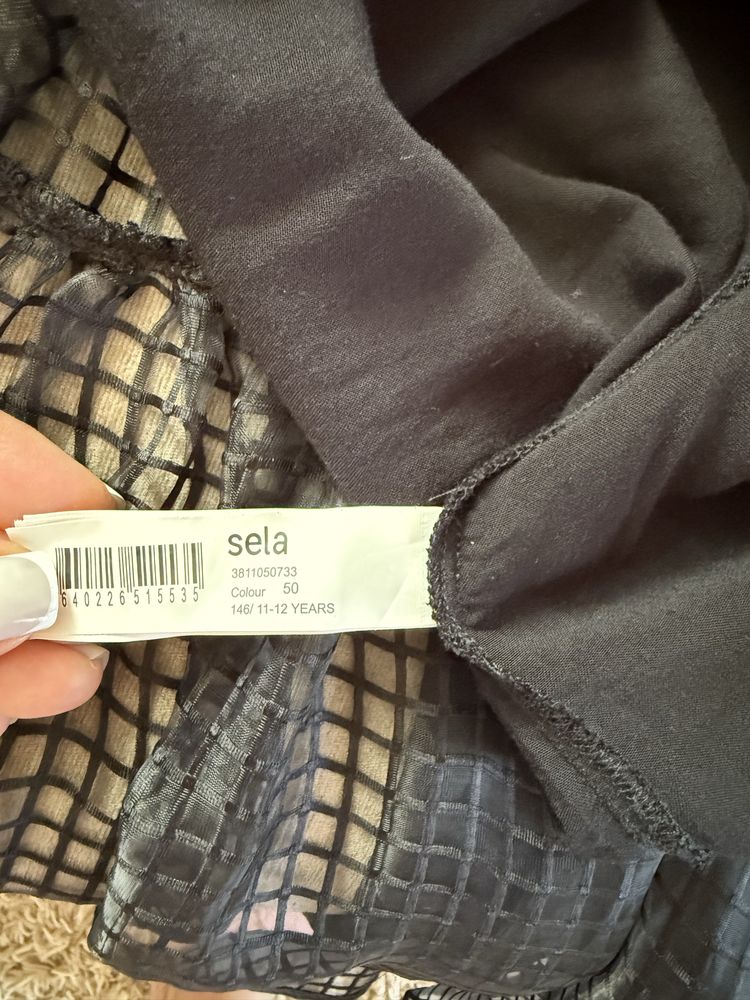 sela
3811050733
Colour 50
146/ 11-12 YEARS
640226515535